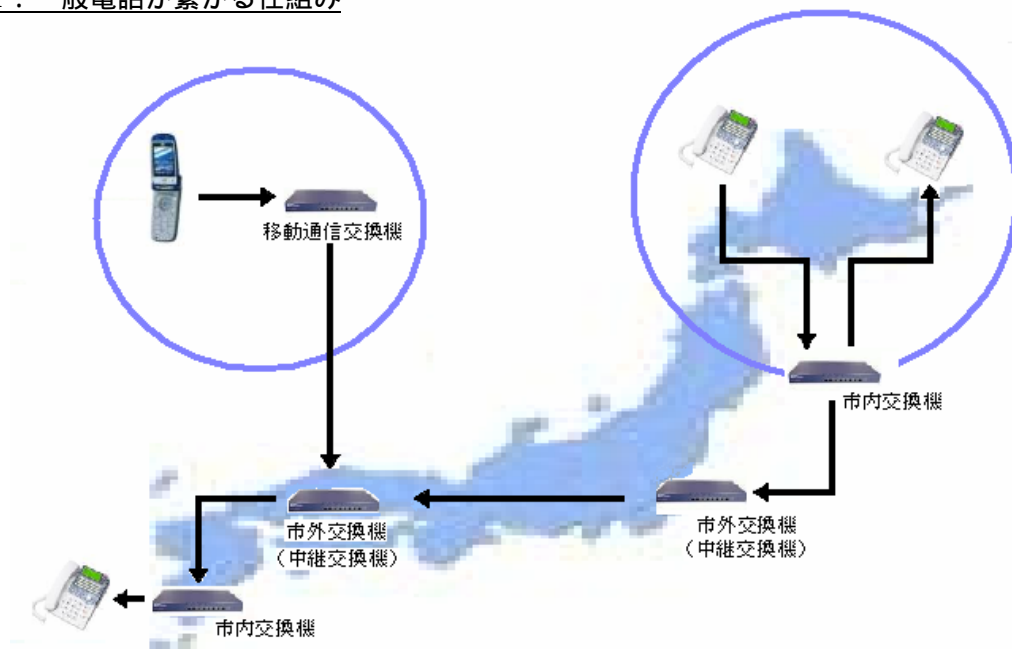 一般電話が繋がる仕組み
移動通信交換機
市内交換機
市外交換機
（中継交換機）
市外交換機
（中継交換機）
市内交換機